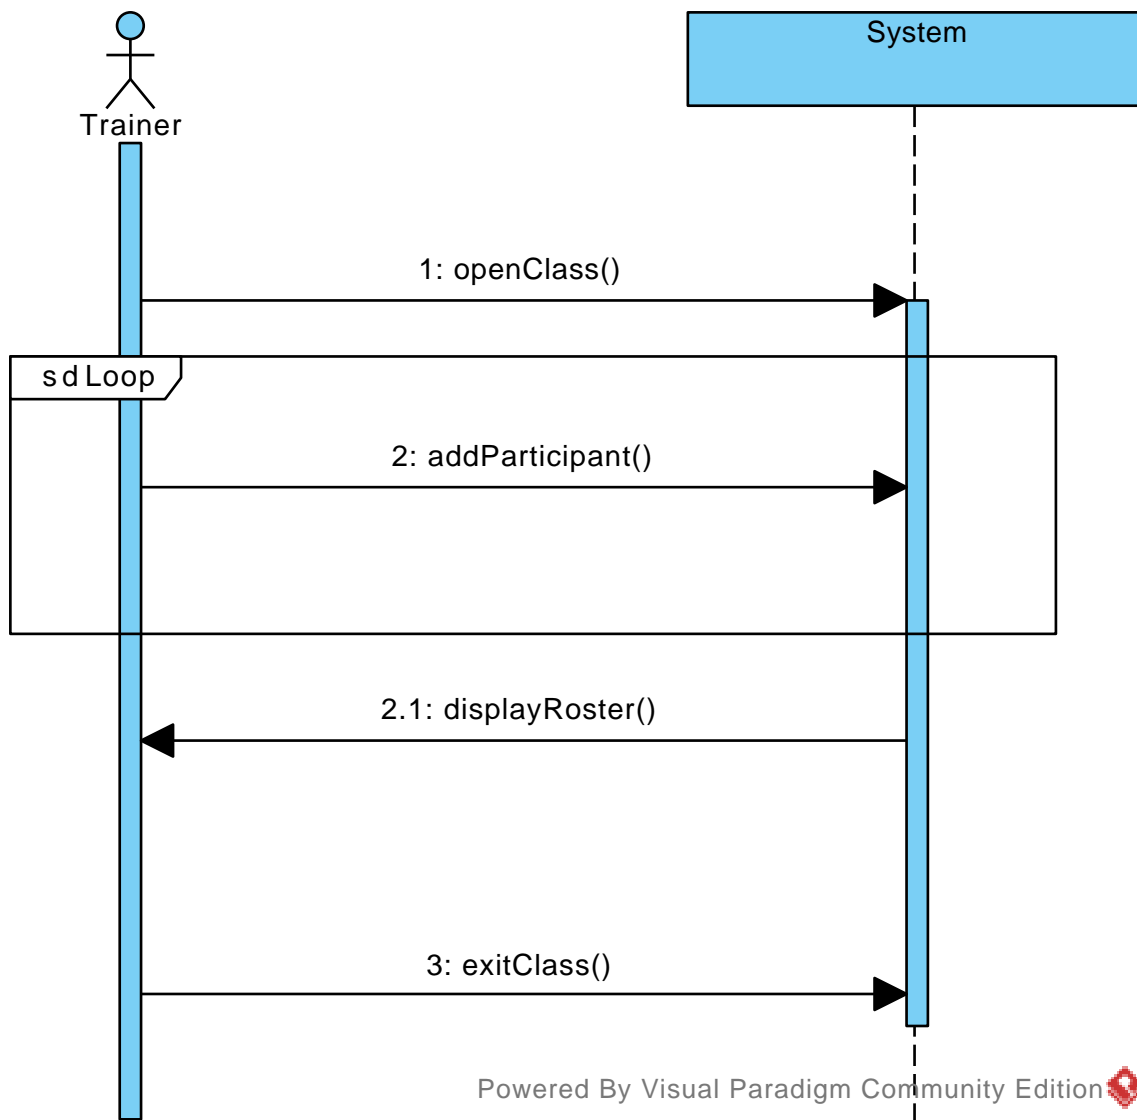 System
Trainer
1: openClass()
sd Loop
2: addParticipant()
2.1: displayRoster()
3: exitClass()
Powered By Visual Paradigm Community Edition